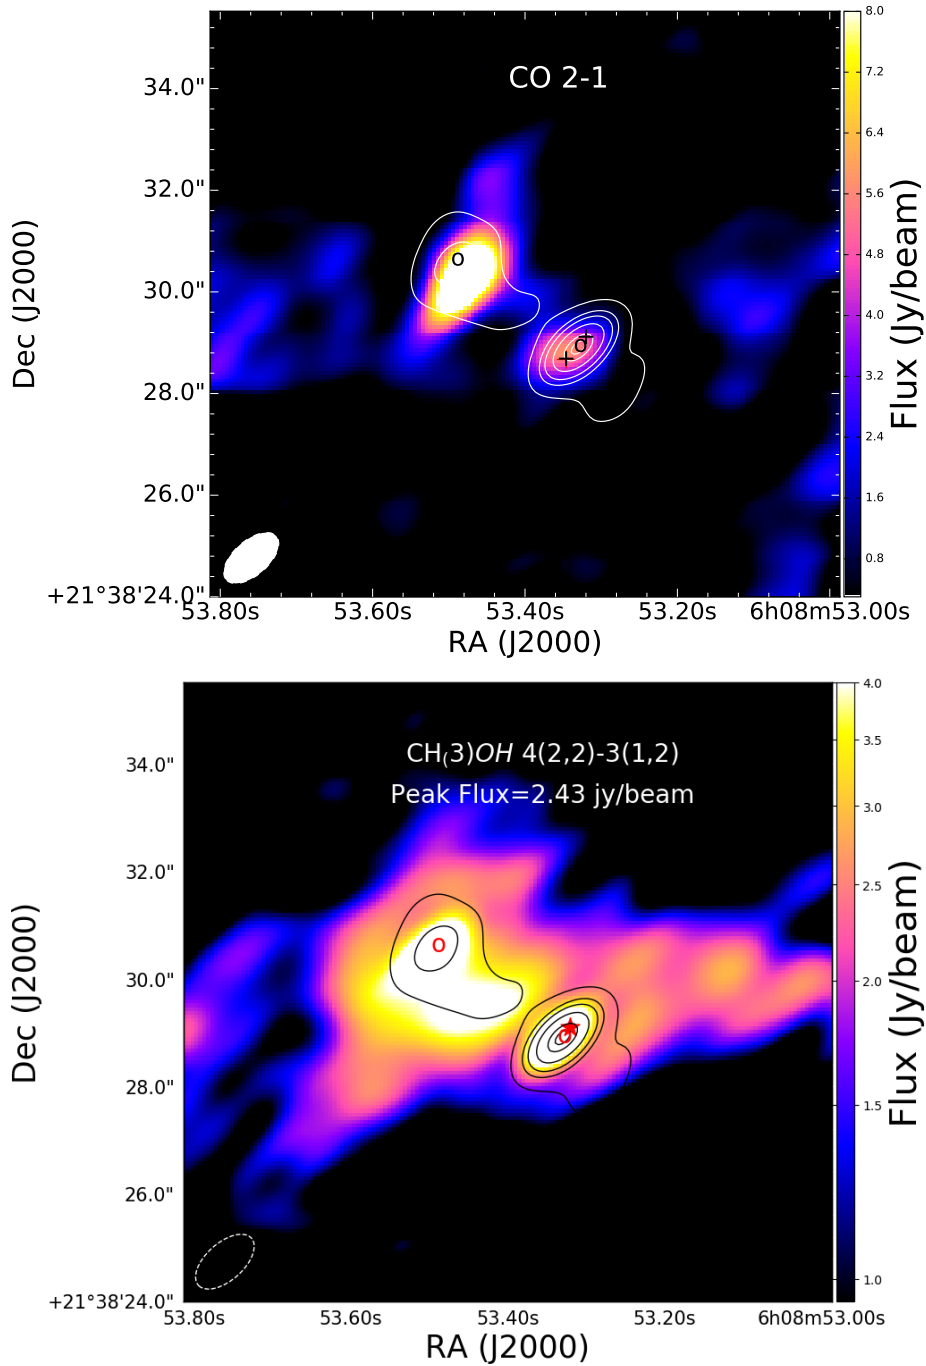 CO 2-1
34.0"
32.0"
30.0"
28.0"
26.0"
+21°38'24.0"
53.80s 53.60s 53.40s 53.20s 6h08m53.00s
RA (J2000)
Dec (J2000)
o
o
8.0
7.2
6.4
5.6
4.8
4.0
3.2
2.4
1.6
0.8
Flux (Jy/beam)
CH(3)OH 4(2,2)-3(1,2)
Peak Flux=2.43 jy/beam
34.0"
32.0"
30.0"
28.0"
26.0"
+21°38'24.0"
53.80s 53.60s 53.40s 53.20s 6h08m53.00s
RA (J2000)
Dec (J2000)
o
o
4.0
3.5
3.0
2.5
2.0
1.5
1.0
Flux (Jy/beam)